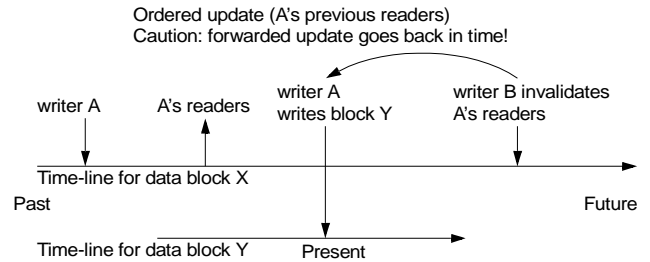 Ordered update (A's previous readers)
Caution: forwarded update goes back in time!
writer A
A's readers
writer A
writes block Y
writer B invalidates
A's readers
Time-line for data block X
Past
Future
Time-line for data block Y
Present